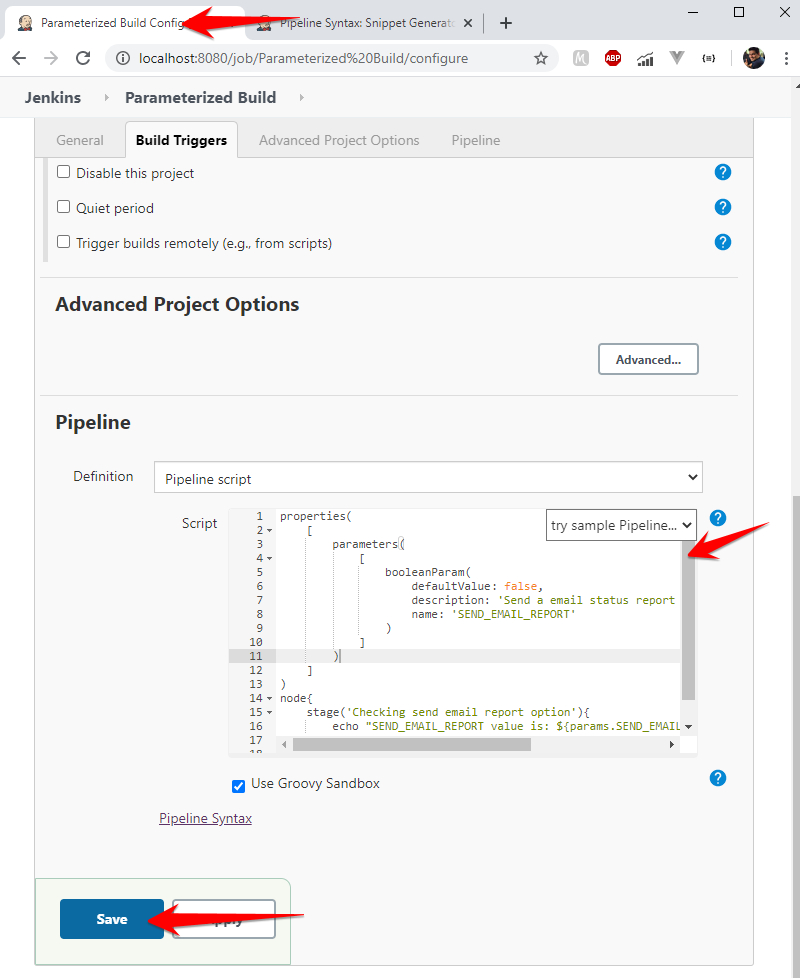 Parameterized Build Config
Pipeline Syntax: Snippet Generato
localhost:8080/job/Parameterized%20Build/configure
M ABP
Jenkins Parameterized Build
General Build Triggers Advanced Project Options Pipeline
Disable this project ?
Quiet period ?
Trigger builds remotely (e.g., from scripts) ?
Advanced Project Options
Advanced...
Pipeline
Definition Pipeline script
Script
try sample Pipeline... ?
1 properties(
2 [
3 parameters(
4 [
5 booleanParam(
6 defaultValue: false,
7 description: 'Send a email status report
8 name: 'SEND_EMAIL_REPORT'
9 )
10 ]
11 )
12 ]
13 )
14 node{
15 stage('Checking send email report option'){
16 echo "SEND_EMAIL_REPORT value is: ${params.SEND_EMAIL
17
18
Use Groovy Sandbox ?
Pipeline Syntax
Save